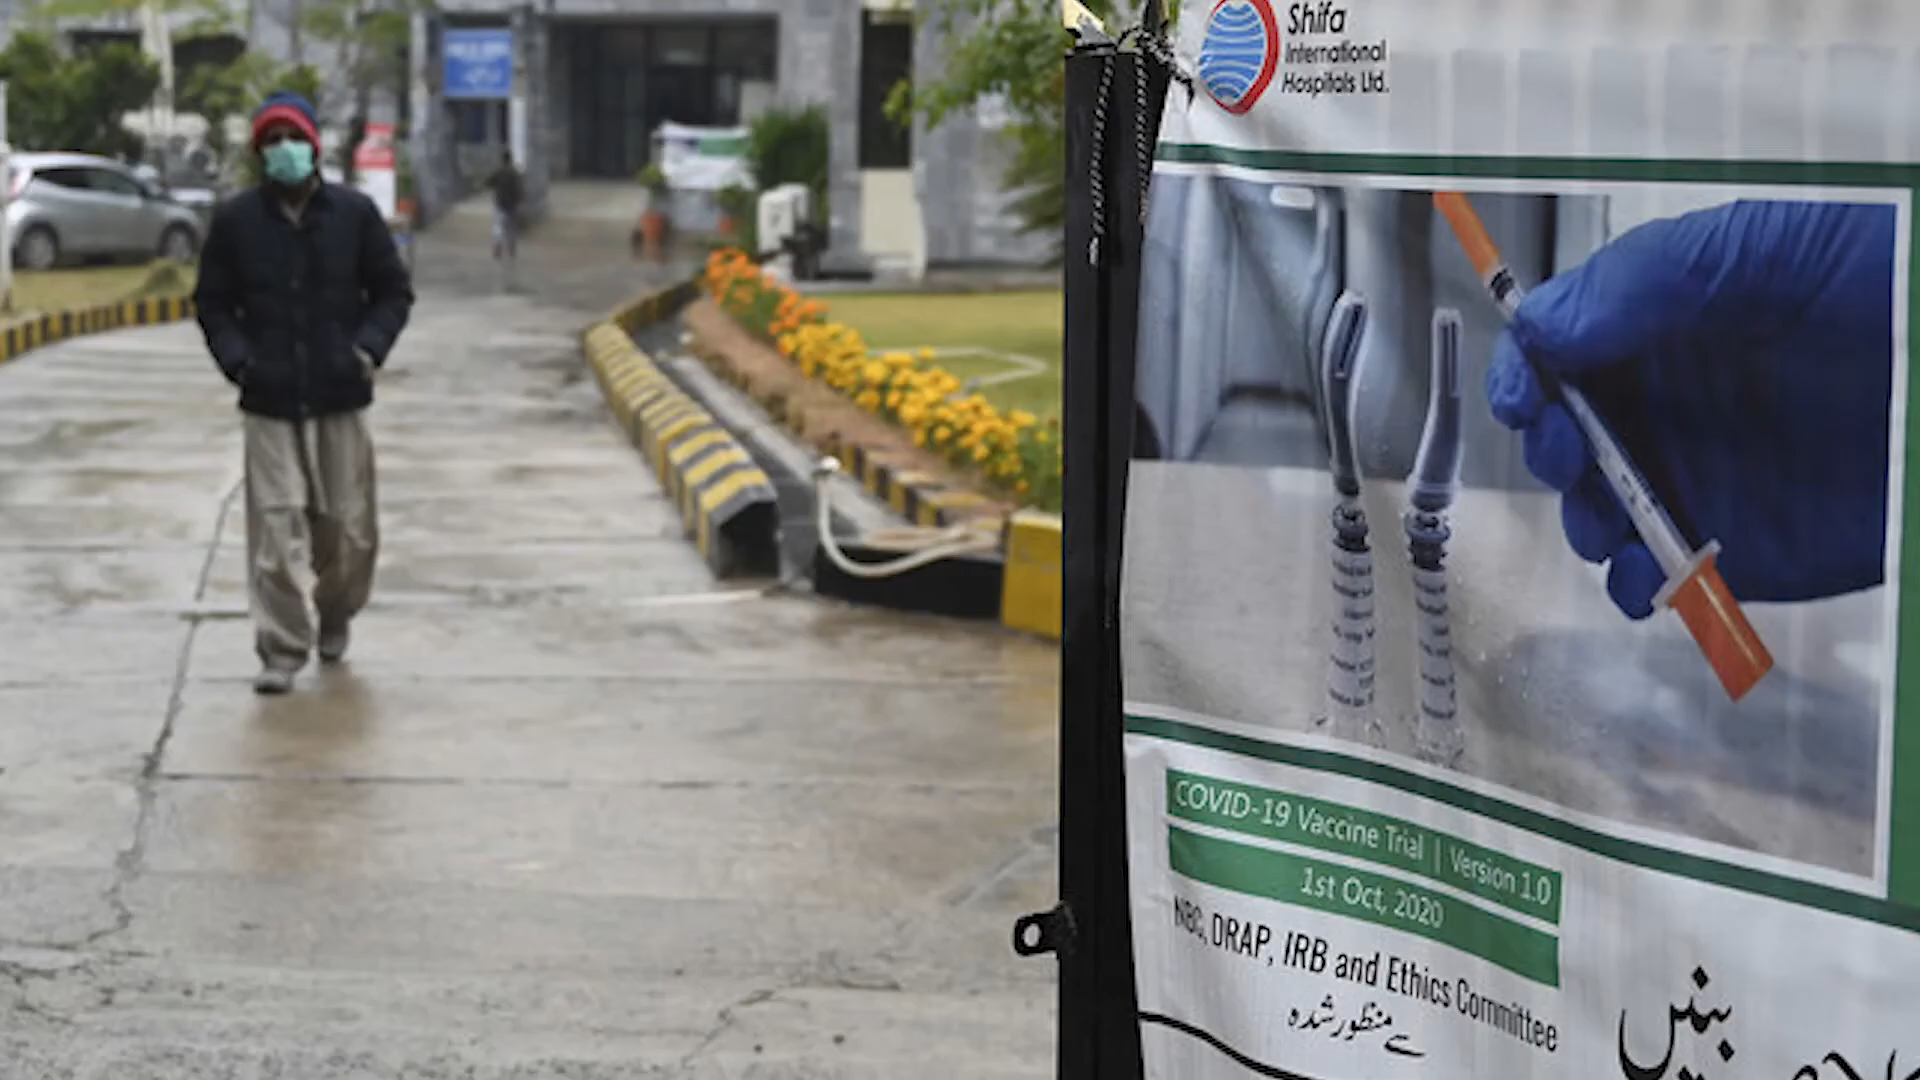 Shifa
International
Hospitals Ltd.
COVID-19 Vaccine Trial | Version 1.0
1st Oct, 2020
NBC, DRAP, IRB and Ethics Committee
سے منظور شدہ
بنیں